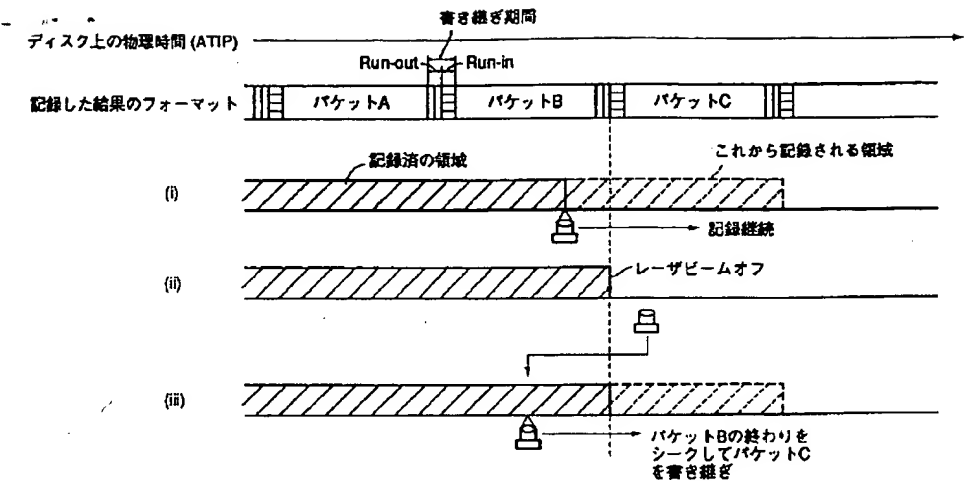 書き継ぎ期間
ディスク上の物理時間 (ATIP)
Run-out
Run-in
記録した結果のフォーマット
パケットA
パケットB
パケットC
記録済の領域
これから記録される領域
(i)
記録継続
(ii)
レーザビームオフ
(iii)
パケットBの終わりを
シークしてパケットC
を書き継ぎ